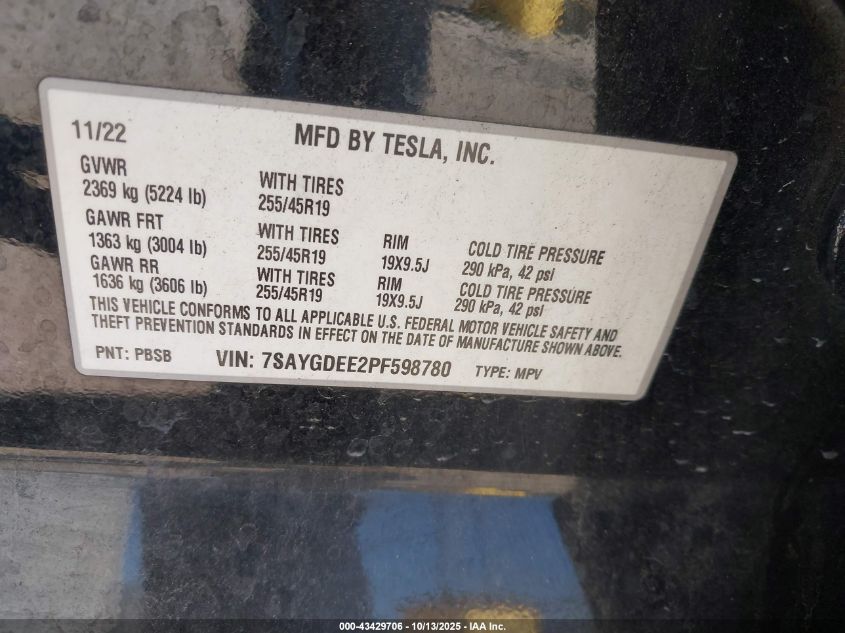 11/22 MFD BY TESLA, INC.
GVWR
2369 kg (5224 lb) WITH TIRES 255/45R19
GAWR FRT
1363 kg (3004 lb) WITH TIRES 255/45R19 RIM 19X9.5J COLD TIRE PRESSURE 290 kPa, 42 psi
GAWR RR
1636 kg (3606 lb) WITH TIRES 255/45R19 RIM 19X9.5J COLD TIRE PRESSURE 290 kPa, 42 psi
THIS VEHICLE CONFORMS TO ALL APPLICABLE U.S. FEDERAL MOTOR VEHICLE SAFETY AND
THEFT PREVENTION STANDARDS IN EFFECT ON THE DATE OF MANUFACTURE SHOWN ABOVE.
PNT: PBSB VIN: 7SAYGDEE2PF598780 TYPE: MPV
000-43429706 - 10/13/2025 - IAA Inc.